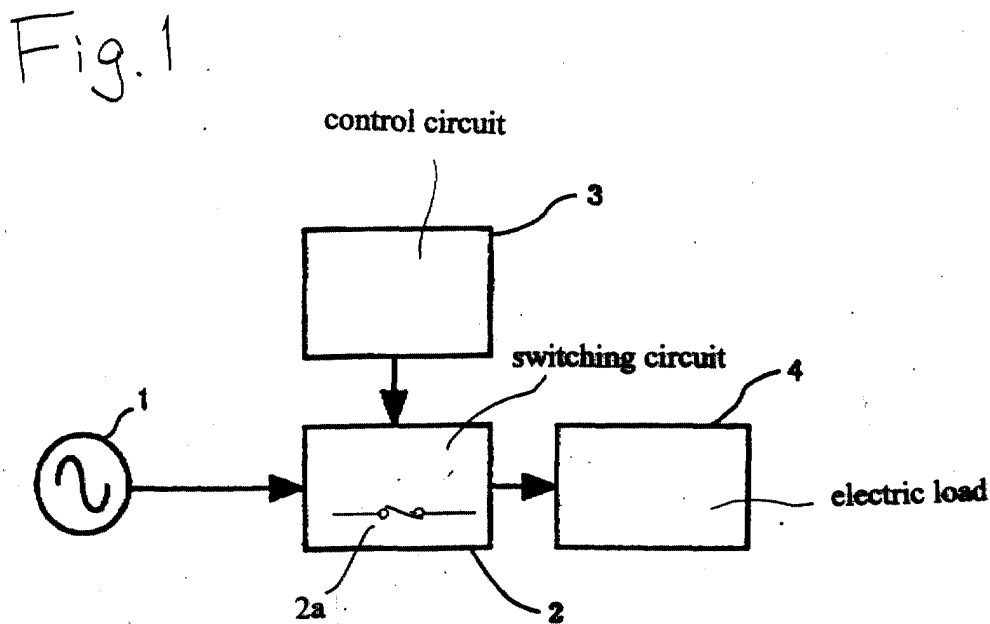 Fig. 1
control circuit
3
switching circuit
4
1
electric load
2a
2